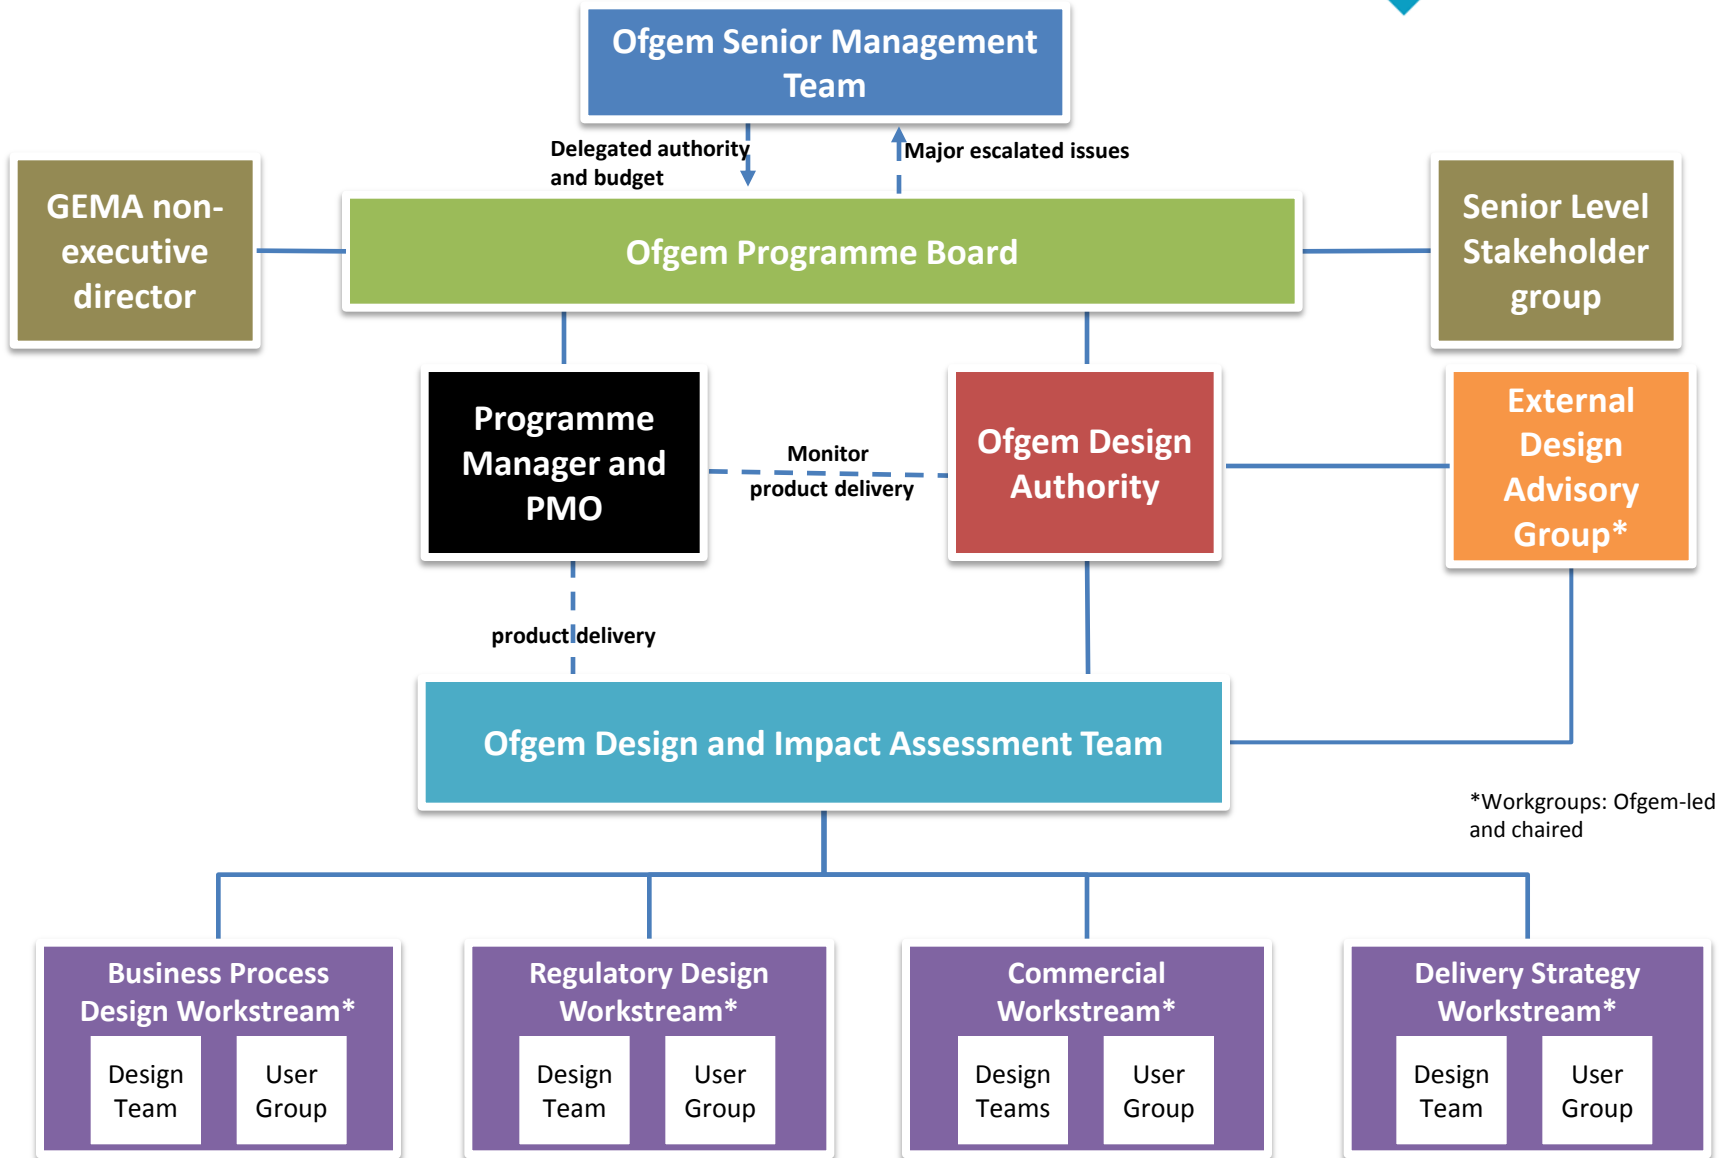 Ofgem Senior Management
Team
Delegated authority
and budget
Major escalated issues
GEMA non-
executive
director
Ofgem Programme Board
Senior Level
Stakeholder
group
Programme
Manager and
PMO
Monitor
product delivery
Ofgem Design
Authority
External
Design
Advisory
Group*
product delivery
Ofgem Design and Impact Assessment Team
*Workgroups: Ofgem-led
and chaired
Business Process
Design Workstream*
Design
Team
User
Group
Regulatory Design
Workstream*
Design
Team
User
Group
Commercial
Workstream*
Design
Teams
User
Group
Delivery Strategy
Workstream*
Design
Team
User
Group